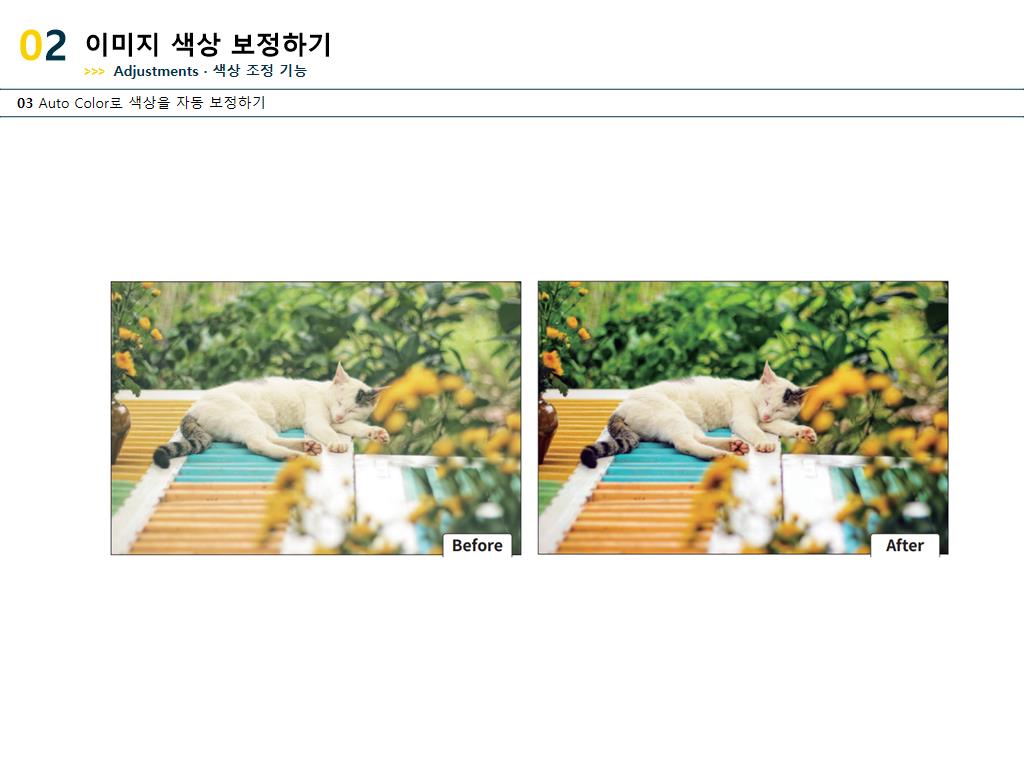 02 이미지 색상 보정하기
>>> Adjustments · 색상 조정 기능
03 Auto Color로 색상을 자동 보정하기
Before
After